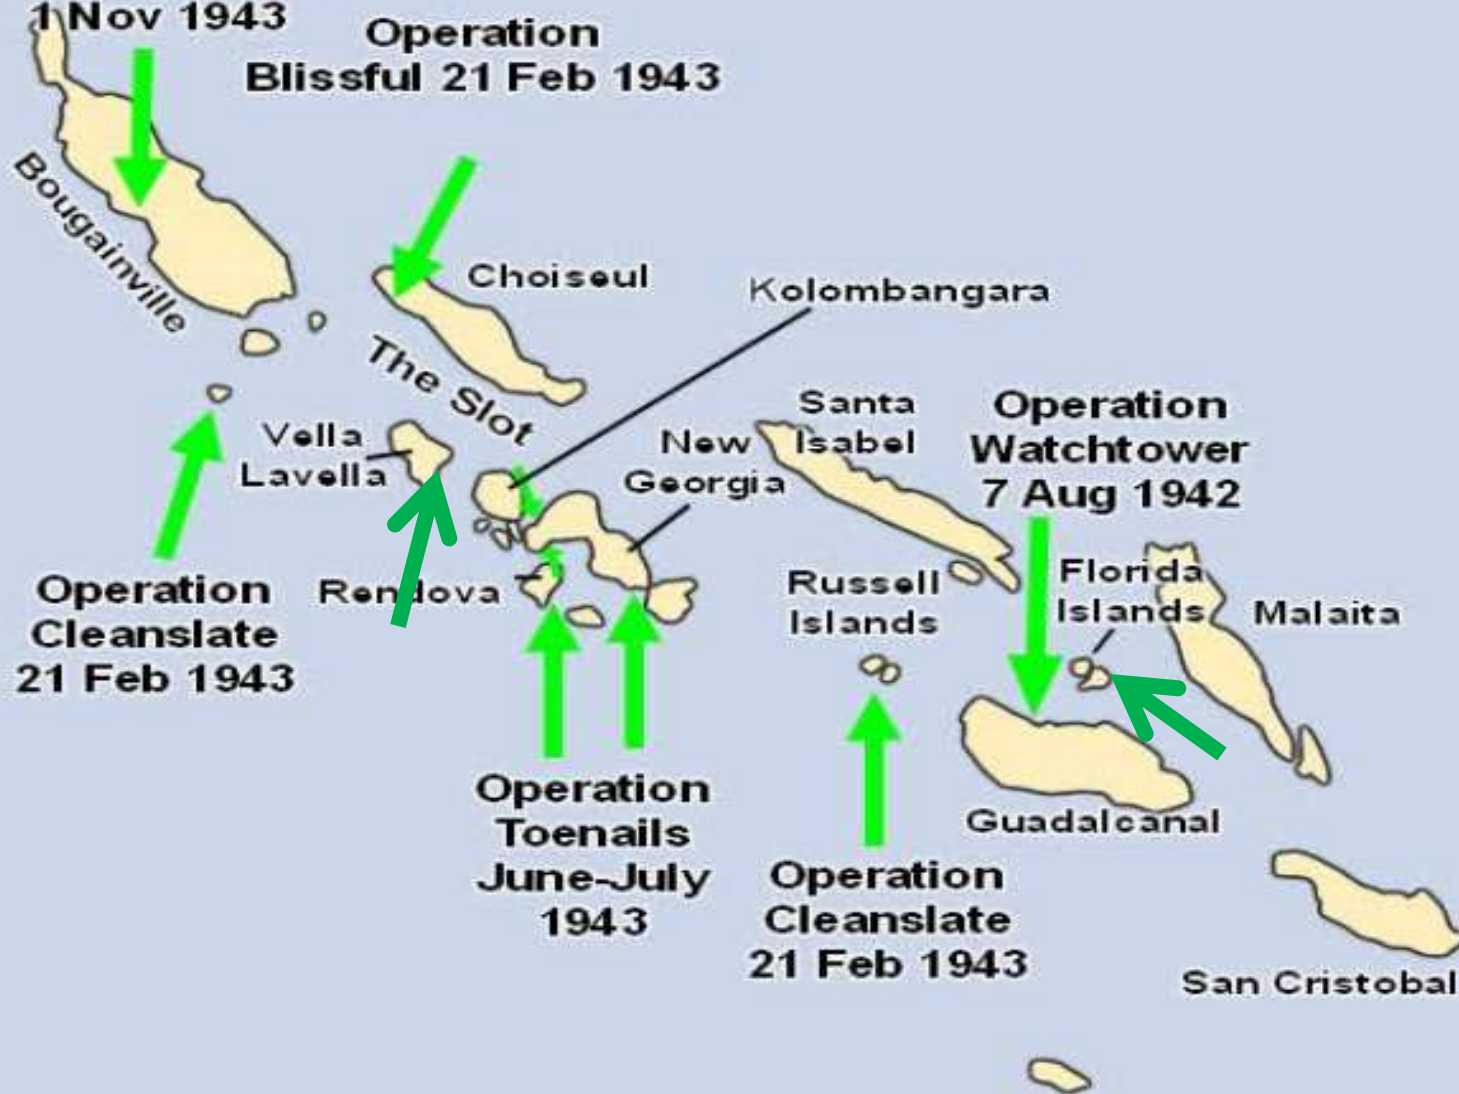 1 Nov 1943
Operation
Blissful 21 Feb 1943
Bougainville
Choiseul
Kolombangara
The Slot
Vella
Lavella
New
Georgia
Santa
Isabel
Operation
Watchtower
7 Aug 1942
Operation
Cleanslate
21 Feb 1943
Rendova
Russell
Islands
Florida
Islands
Malaita
Operation
Toenails
June-July
1943
Guadalcanal
Operation
Cleanslate
21 Feb 1943
San Cristobal